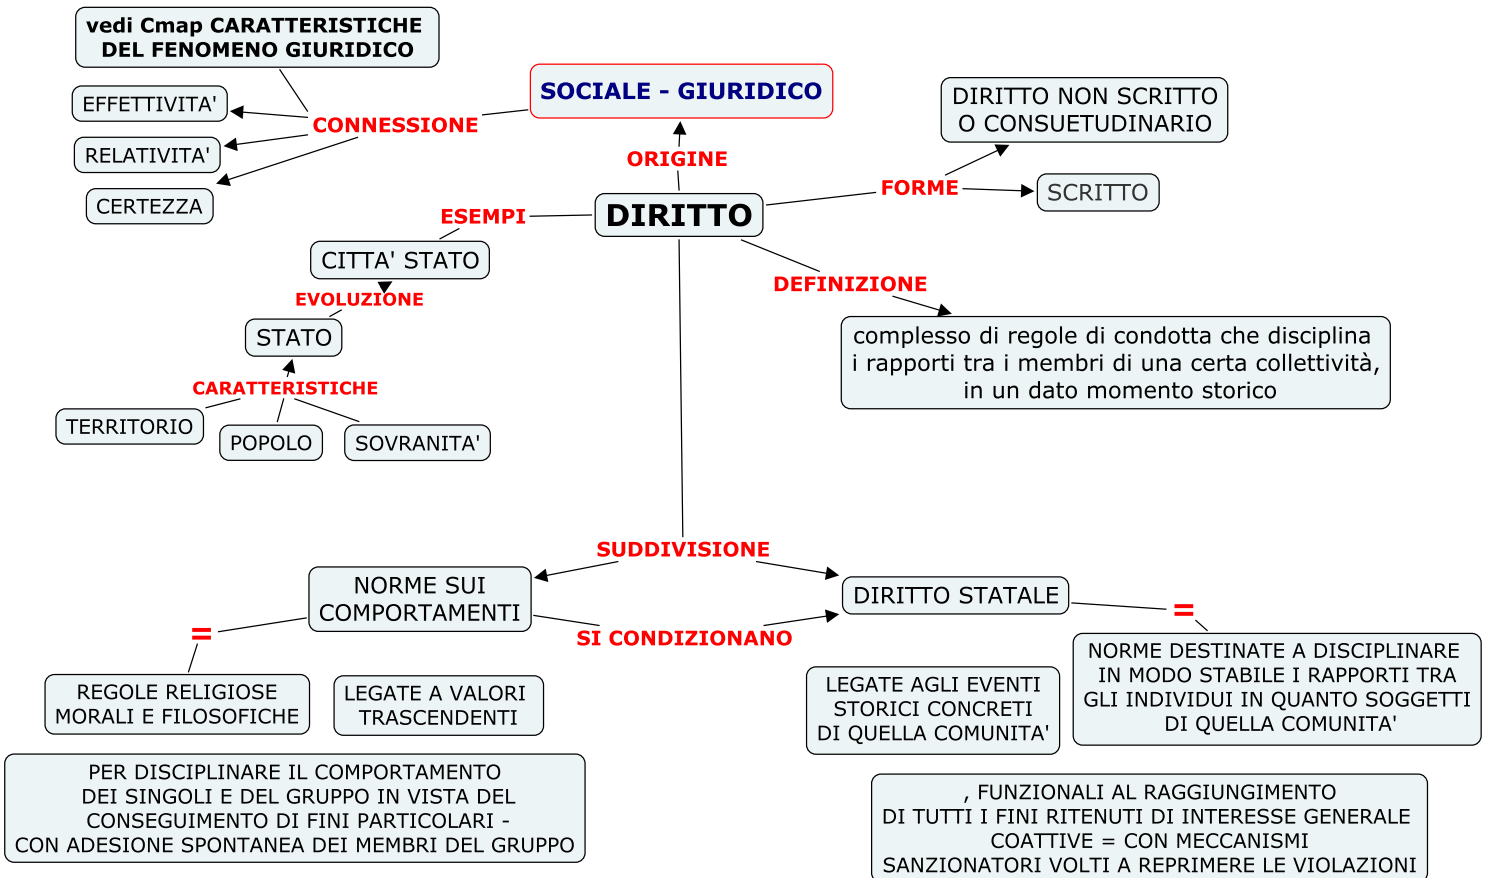 vedi Cmap CARATTERISTICHE
DEL FENOMENO GIURIDICO
EFFETTIVITA'
RELATIVITA'
CERTEZZA
CONNESSIONE
SOCIALE - GIURIDICO
ORIGINE
DIRITTO NON SCRITTO
O CONSUETUDINARIO
FORME
SCRITTO
ESEMPI
DIRITTO
CITTA' STATO
EVOLUZIONE
STATO
CARATTERISTICHE
TERRITORIO
POPOLO
SOVRANITA'
DEFINIZIONE
complesso di regole di condotta che disciplina
i rapporti tra i membri di una certa collettività,
in un dato momento storico
SUDDIVISIONE
NORME SUI
COMPORTAMENTI
SI CONDIZIONANO
DIRITTO STATALE
=
REGOLE RELIGIOSE
MORALI E FILOSOFICHE
LEGATE A VALORI
TRASCENDENTI
PER DISCIPLINARE IL COMPORTAMENTO
DEI SINGOLI E DEL GRUPPO IN VISTA DEL
CONSEGUIMENTO DI FINI PARTICOLARI -
CON ADESIONE SPONTANEA DEI MEMBRI DEL GRUPPO
=
LEGATE AGLI EVENTI
STORICI CONCRETI
DI QUELLA COMUNITA'
NORME DESTINATE A DISCIPLINARE
IN MODO STABILE I RAPPORTI TRA
GLI INDIVIDUI IN QUANTO SOGGETTI
DI QUELLA COMUNITA'
, FUNZIONALI AL RAGGIUNGIMENTO
DI TUTTI I FINI RITENUTI DI INTERESSE GENERALE
COATTIVE = CON MECCANISMI
SANZIONATORI VOLTI A REPRIMERE LE VIOLAZIONI